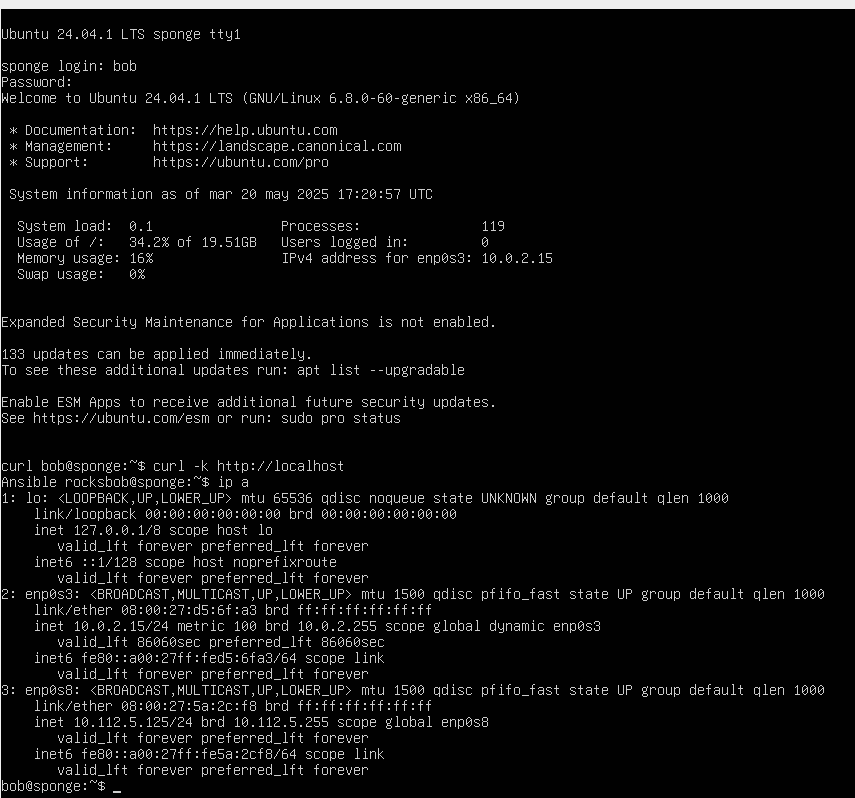 Ubuntu 24.04.1 LTS sponge tty1
sponge login: bob
Password:
Welcome to Ubuntu 24.04.1 LTS (GNU/Linux 6.8.0-60-generic x86_64)
* Documentation:  https://help.ubuntu.com
* Management:     https://landscape.canonical.com
* Support:        https://ubuntu.com/pro
System information as of mar 20 may 2025 17:20:57 UTC
System load:  0.1                Processes:               119
Usage of /:   34.2% of 19.51GB   Users logged in:         0
Memory usage: 16%                IPv4 address for enp0s3: 10.0.2.15
Swap usage:   0%
Expanded Security Maintenance for Applications is not enabled.
133 updates can be applied immediately.
To see these additional updates run: apt list --upgradable
Enable ESM Apps to receive additional future security updates.
See https://ubuntu.com/esm or run: sudo pro status
curl bob@sponge:~$ curl -k http://localhost
Ansible rocksbob@sponge:~$ ip a
1: lo: <LOOPBACK,UP,LOWER_UP> mtu 65536 qdisc noqueue state UNKNOWN group default qlen 1000
link/loopback 00:00:00:00:00:00 brd 00:00:00:00:00:00
inet 127.0.0.1/8 scope host lo
valid_lft forever preferred_lft forever
inet6 ::1/128 scope host noprefixroute
valid_lft forever preferred_lft forever
2: enp0s3: <BROADCAST,MULTICAST,UP,LOWER_UP> mtu 1500 qdisc pfifo_fast state UP group default qlen 1000
link/ether 08:00:27:d5:6f:a3 brd ff:ff:ff:ff:ff:ff
inet 10.0.2.15/24 metric 100 brd 10.0.2.255 scope global dynamic enp0s3
valid_lft 86060sec preferred_lft 86060sec
inet6 fe80::a00:27ff:fed5:6fa3/64 scope link
valid_lft forever preferred_lft forever
3: enp0s8: <BROADCAST,MULTICAST,UP,LOWER_UP> mtu 1500 qdisc pfifo_fast state UP group default qlen 1000
link/ether 08:00:27:5a:2c:f8 brd ff:ff:ff:ff:ff:ff
inet 10.112.5.125/24 brd 10.112.5.255 scope global enp0s8
valid_lft forever preferred_lft forever
inet6 fe80::a00:27ff:fe5a:2cf8/64 scope link
valid_lft forever preferred_lft forever
bob@sponge:~$ _